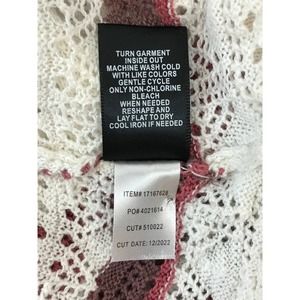 TURN GARMENT
INSIDE OUT
MACHINE WASH COLD
WITH LIKE COLORS
GENTLE CYCLE
ONLY NON-CHLORINE
BLEACH
WHEN NEEDED
RESHAPE AND
LAY FLAT TO DRY
COOL IRON IF NEEDED
ITEM# 17167628
PO# 4021614
CUT# 510022
CUT DATE: 12/2022